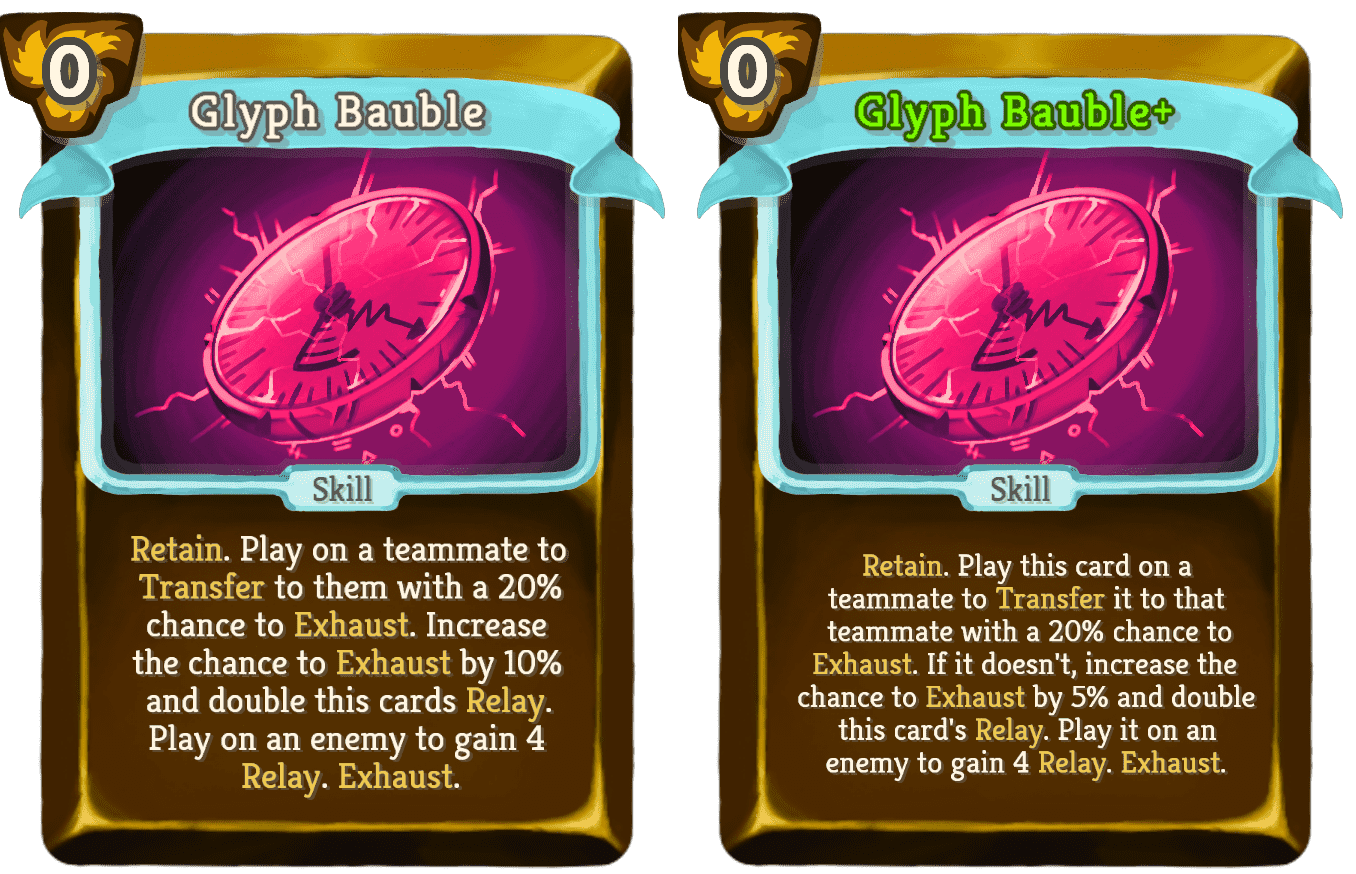 0
Glyph Bauble
Skill
Retain. Play on a teammate to
Transfer to them with a 20%
chance to Exhaust. Increase
the chance to Exhaust by 10%
and double this cards Relay.
Play on an enemy to gain 4
Relay. Exhaust.
0
Glyph Bauble+
Skill
Retain. Play this card on a
teammate to Transfer it to that
teammate with a 20% chance to
Exhaust. If it doesn't, increase the
chance to Exhaust by 5% and double
this card's Relay. Play it on an
enemy to gain 4 Relay. Exhaust.